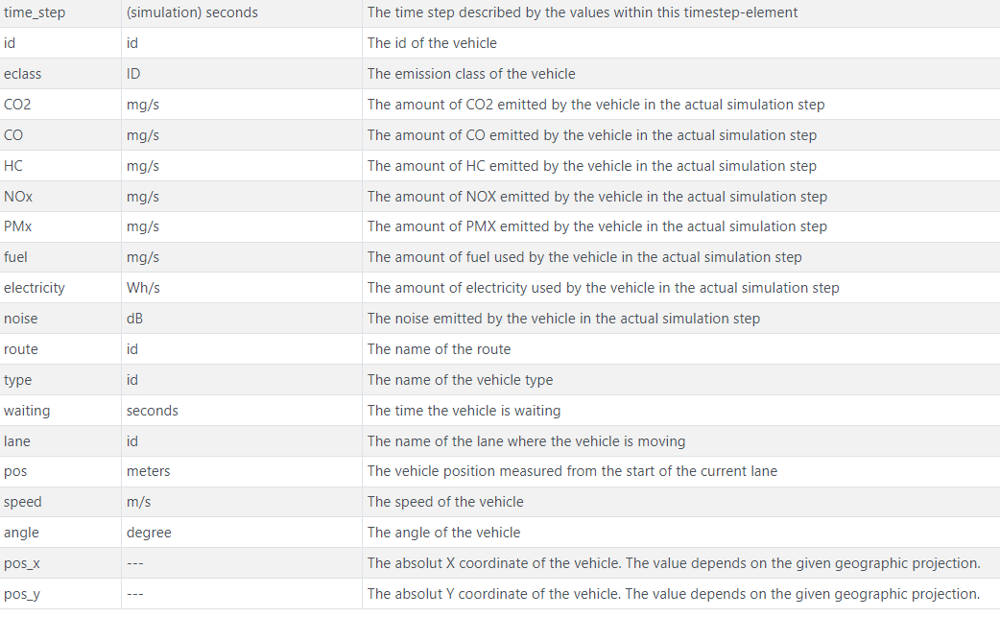 time_step (simulation) seconds The time step described by the values within this timestep-element
id id The id of the vehicle
eclass ID The emission class of the vehicle
CO2 mg/s The amount of CO2 emitted by the vehicle in the actual simulation step
CO mg/s The amount of CO emitted by the vehicle in the actual simulation step
HC mg/s The amount of HC emitted by the vehicle in the actual simulation step
NOx mg/s The amount of NOX emitted by the vehicle in the actual simulation step
PMx mg/s The amount of PMX emitted by the vehicle in the actual simulation step
fuel mg/s The amount of fuel used by the vehicle in the actual simulation step
electricity Wh/s The amount of electricity used by the vehicle in the actual simulation step
noise dB The noise emitted by the vehicle in the actual simulation step
route id The name of the route
type id The name of the vehicle type
waiting seconds The time the vehicle is waiting
lane id The name of the lane where the vehicle is moving
pos meters The vehicle position measured from the start of the current lane
speed m/s The speed of the vehicle
angle degree The angle of the vehicle
pos_x --- The absolut X coordinate of the vehicle. The value depends on the given geographic projection.
pos_y --- The absolut Y coordinate of the vehicle. The value depends on the given geographic projection.